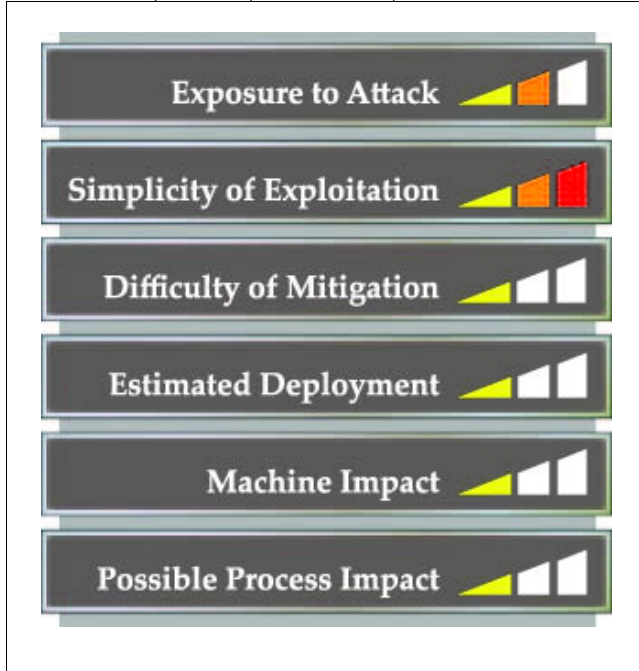 Exposure to Attack
Simplicity of Exploitation
Difficulty of Mitigation
Estimated Deployment
Machine Impact
Possible Process Impact